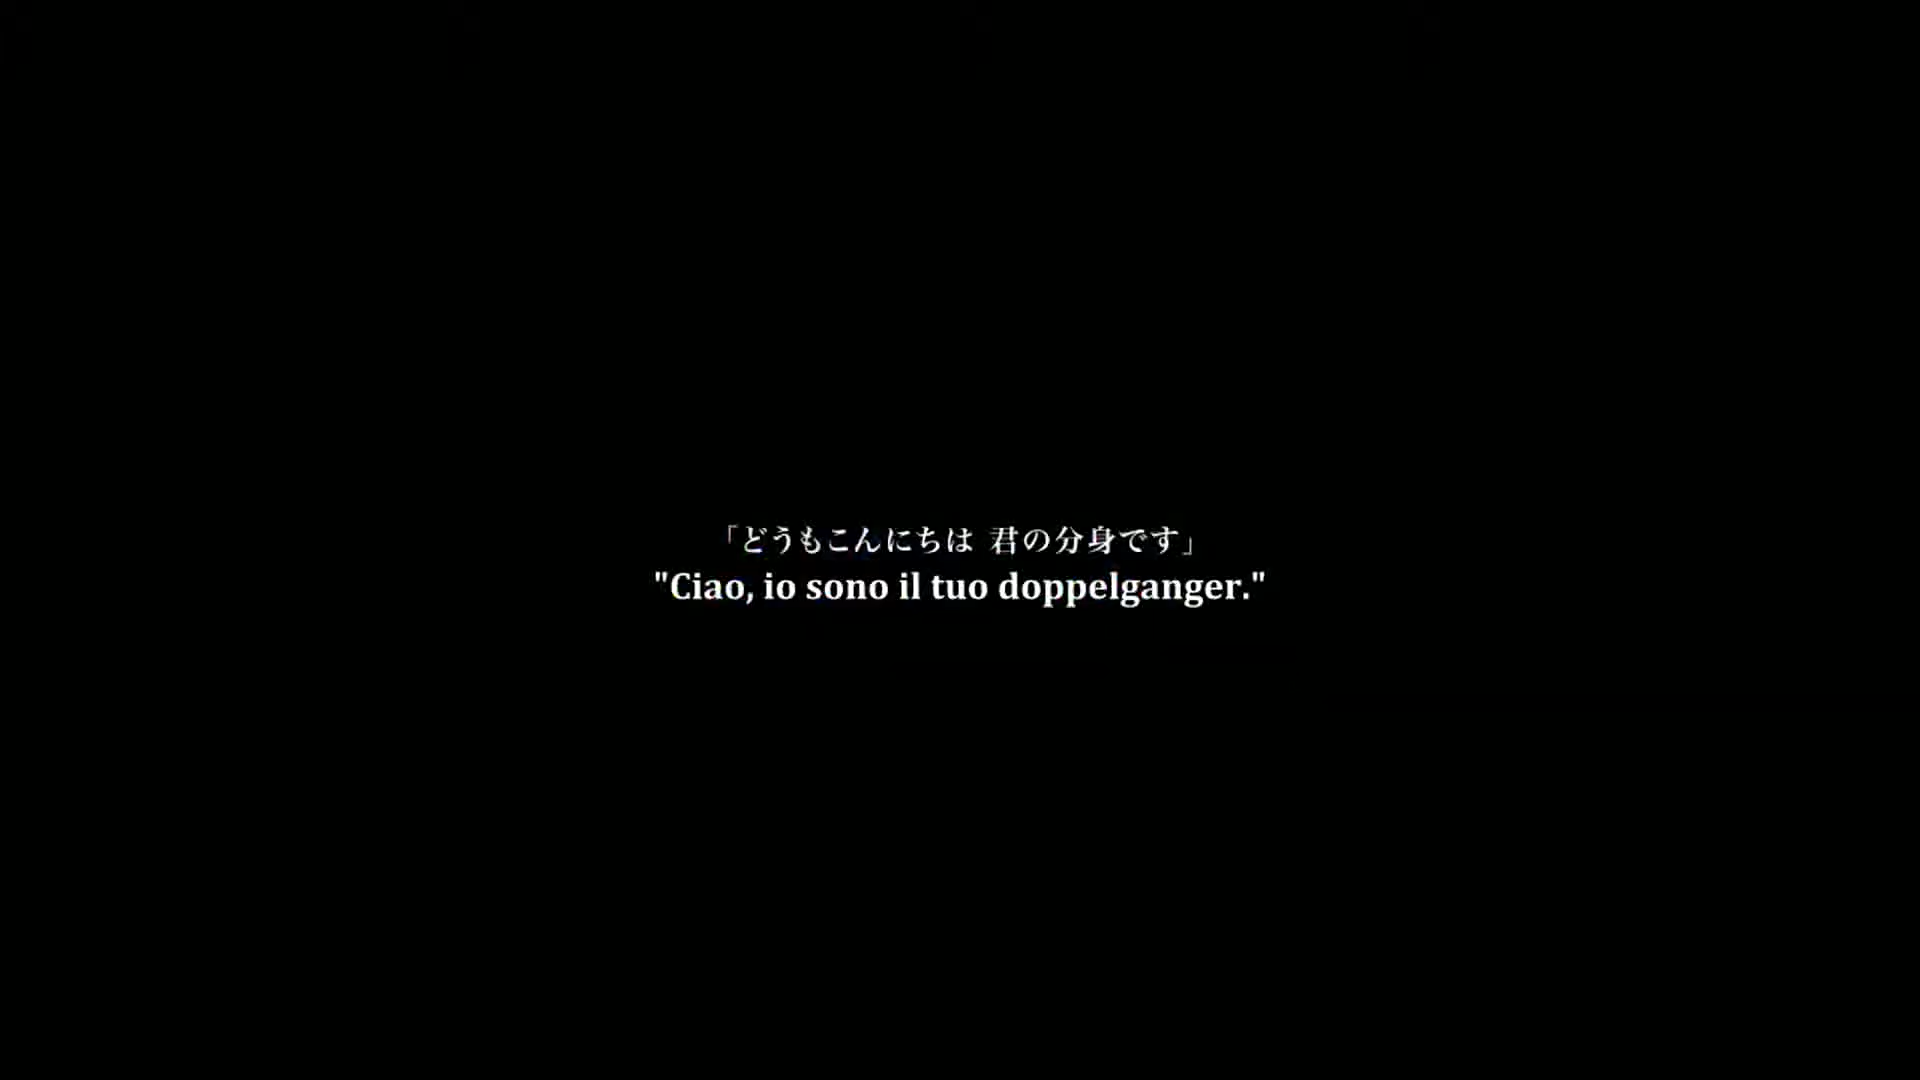 「どうもこんにちは 君の分身です」
"Ciao, io sono il tuo doppelganger."